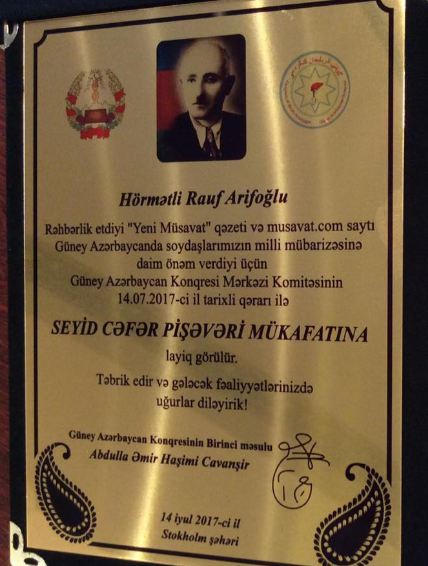 Hörmətli Rauf Arifoğlu
Rəhbərlik etdiyi "Yeni Müsavat" qəzeti və musavat.com saytı
Güney Azərbaycanda soydaşlarımızın milli mübarizəsinə
daim önəm verdiyi üçün
Güney Azərbaycan Konqresi Mərkəzi Komitəsinin
14.07.2017-ci il tarixli qərarı ilə
SEYİD CƏFƏR PİŞƏVƏRİ MÜKAFATINA
layiq görülür.
Təbrik edir və gələcək fəaliyyətlərinizdə
uğurlar diləyirik!
Güney Azərbaycan Konqresinin Birinci məsulu
Abdulla Əmir Haşimi Cavanşir
14 iyul 2017-ci il
Stokholm şəhəri